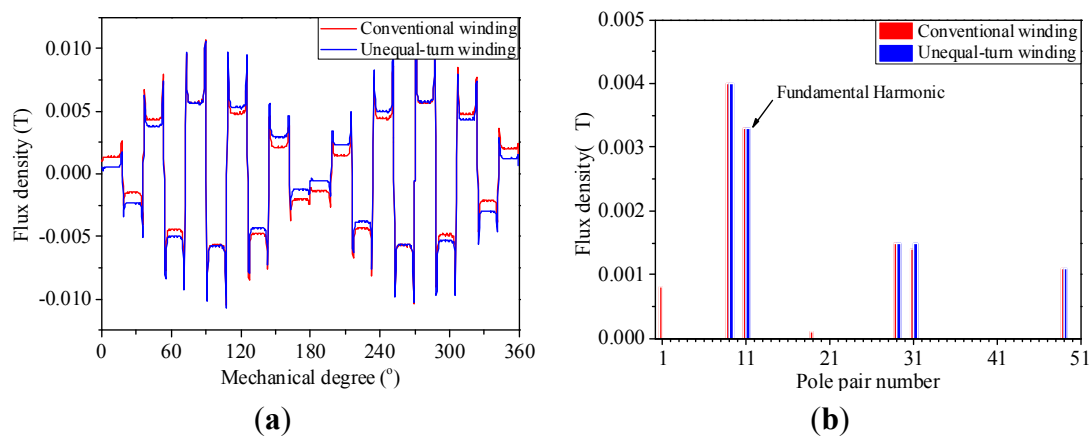 Conventional winding
Unequal-turn winding
0.010
0.005
0.000
-0.005
-0.010
Flux density (T)
0 60 120 180 240 300 360
Mechanical degree (o)
(a)
0.005
0.004
0.003
0.002
0.001
0.000
Flux density( T)
Conventional winding
Unequal-turn winding
Fundamental Harmonic
1 11 21 31 41 51
Pole pair number
(b)